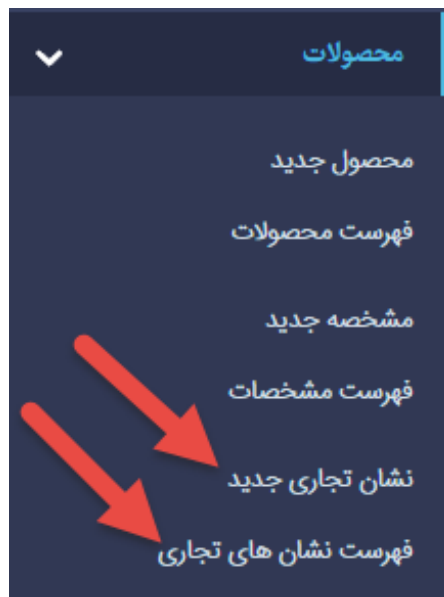 محصولات
محصول جدید
فهرست محصولات
مشخصه جدید
فهرست مشخصات
نشان تجاری جدید
فهرست نشان های تجاری